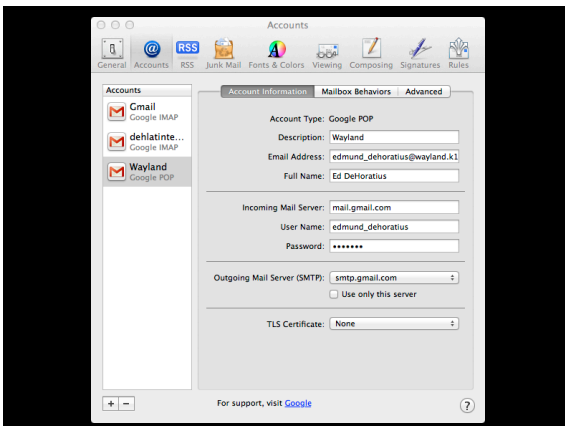 Accounts
RSS
General Accounts RSS Junk Mail Fonts & Colors Viewing Composing Signatures Rules
Accounts
Gmail
Google IMAP
dehlatinte...
Google IMAP
Wayland
Google POP
Account Information Mailbox Behaviors Advanced
Account Type: Google POP
Description: Wayland
Email Address: edmund_dehoratius@wayland.k1
Full Name: Ed DeHoratius
Incoming Mail Server: mail.gmail.com
User Name: edmund_dehoratius
Password: •••••••
Outgoing Mail Server (SMTP): smtp.gmail.com
Use only this server
TLS Certificate: None
+ − For support, visit Google ?